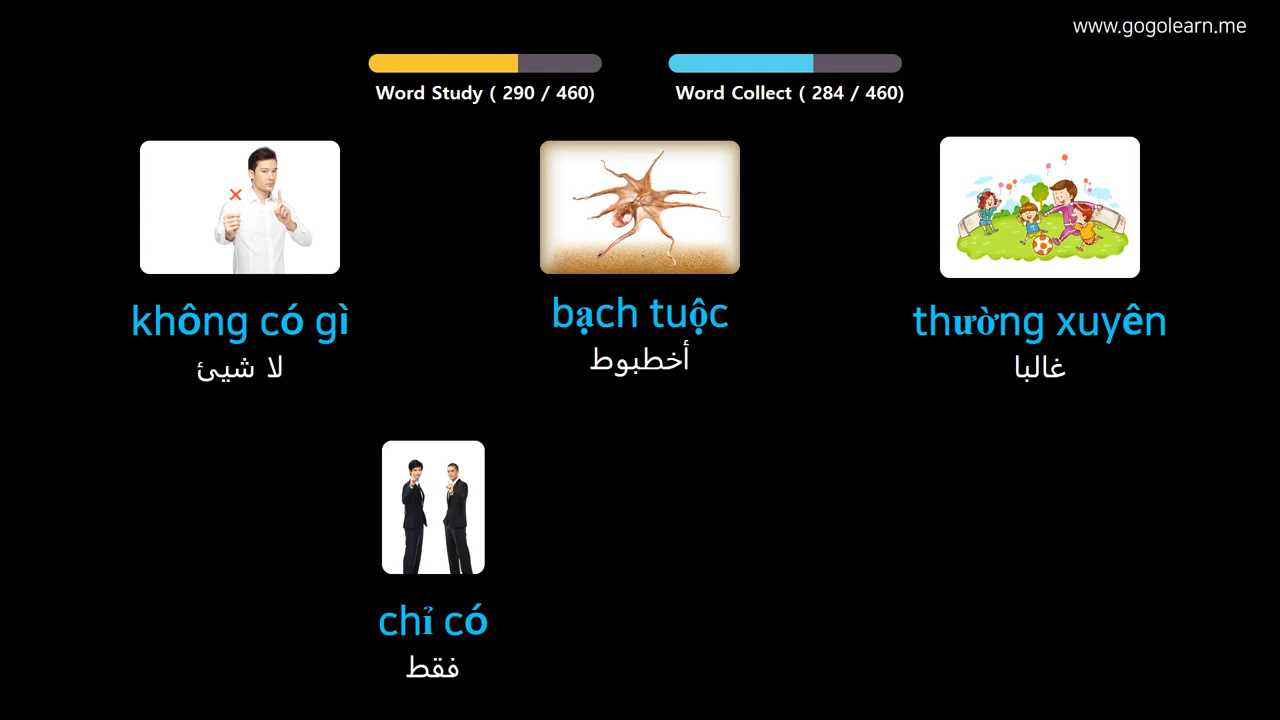 www.gogolearn.me
Word Study ( 290 / 460)
Word Collect ( 284 / 460)
không có gì
لا شيئ
bạch tuộc
أخطبوط
thường xuyên
غالبا
chỉ có
فقط